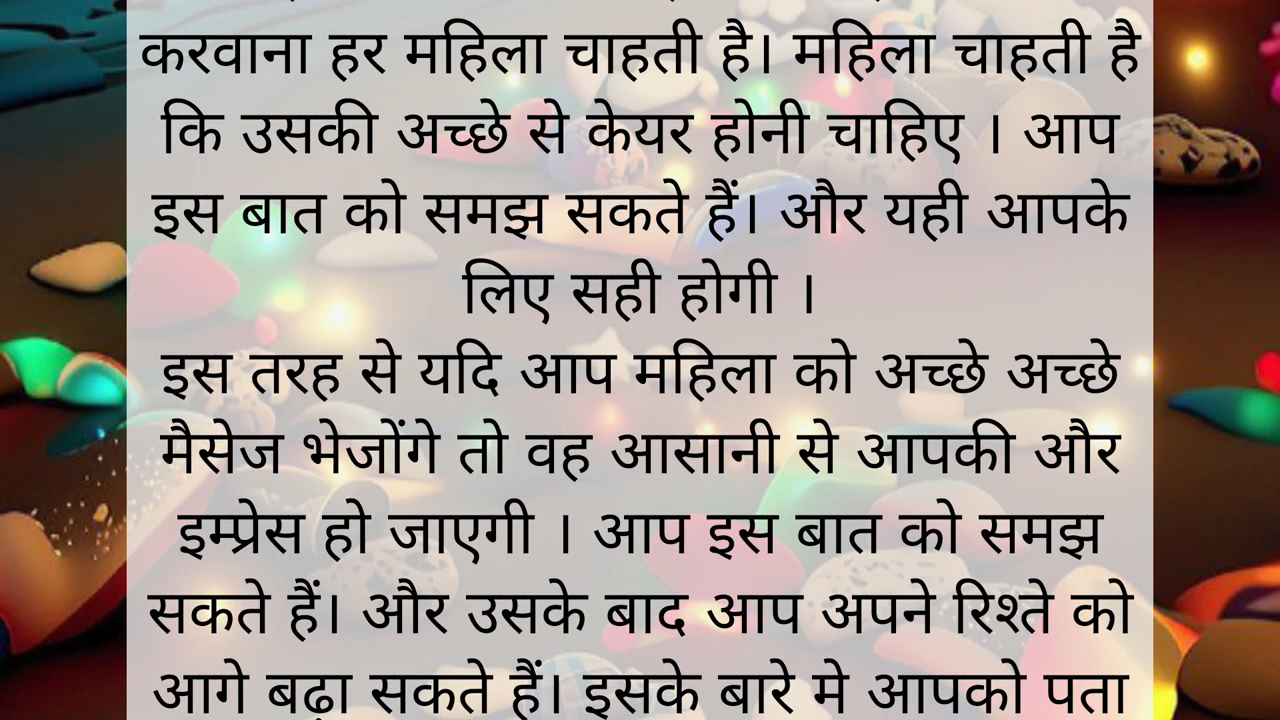 करवाना हर महिला चाहती है। महिला चाहती है
कि उसकी अच्छे से केयर होनी चाहिए । आप
इस बात को समझ सकते हैं। और यही आपके
लिए सही होगी ।
इस तरह से यदि आप महिला को अच्छे अच्छे
मैसेज भेजोंगे तो वह आसानी से आपकी और
इम्प्रेस हो जाएगी । आप इस बात को समझ
सकते हैं। और उसके बाद आप अपने रिश्ते को
आगे बढ़ा सकते हैं। इसके बारे मे आपको पता